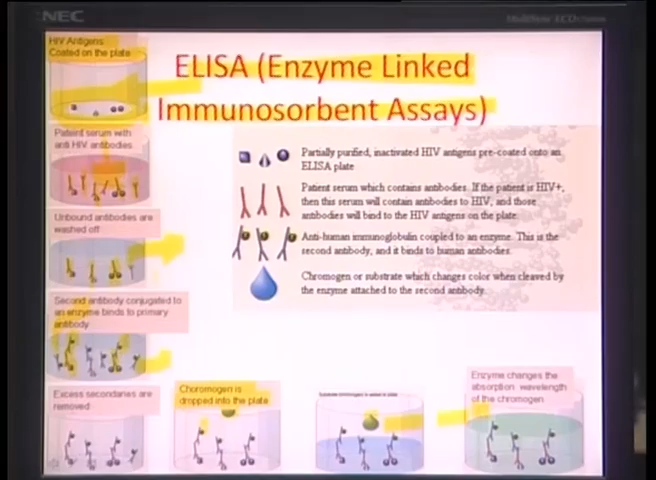 NEC
MultiSync
HIV Antigens
Coated on the plate
ELISA (Enzyme Linked
Immunosorbent Assays)
Pateint serum with
anti HIV antibodies
Unbound antibodies are
washed off
Second antibody conjugated to
an enzyme binds to primary
antibody
Excess secondaries are
removed
Partially purified, inactivated HIV antigens pre-coated onto an
ELISA plate
Patient serum which contains antibodies. If the patient is HIV+,
then this serum will contain antibodies to HIV, and those
antibodies will bind to the HIV antigens on the plate.
Anti-human immunoglobulin coupled to an enzyme. This is the
second antibody, and it binds to human antibodies.
Chromogen or substrate which changes color when cleaved by
the enzyme attached to the second antibody.
Choromogen is
dropped into the plate
Enzyme changes the
absorption wavelength
of the chromogen